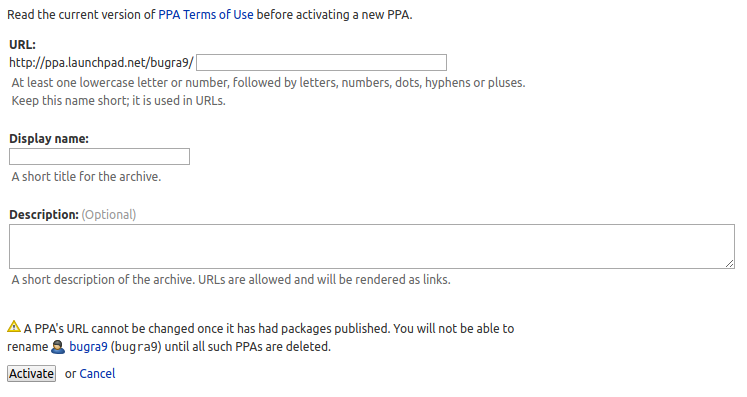 Read the current version of PPA Terms of Use before activating a new PPA.
URL:
http://ppa.launchpad.net/bugra9/
At least one lowercase letter or number, followed by letters, numbers, dots, hyphens or pluses.
Keep this name short; it is used in URLs.
Display name:
A short title for the archive.
Description: (Optional)
A short description of the archive. URLs are allowed and will be rendered as links.
A PPA's URL cannot be changed once it has had packages published. You will not be able to
rename bugra9 (bugra9) until all such PPAs are deleted.
Activate or Cancel